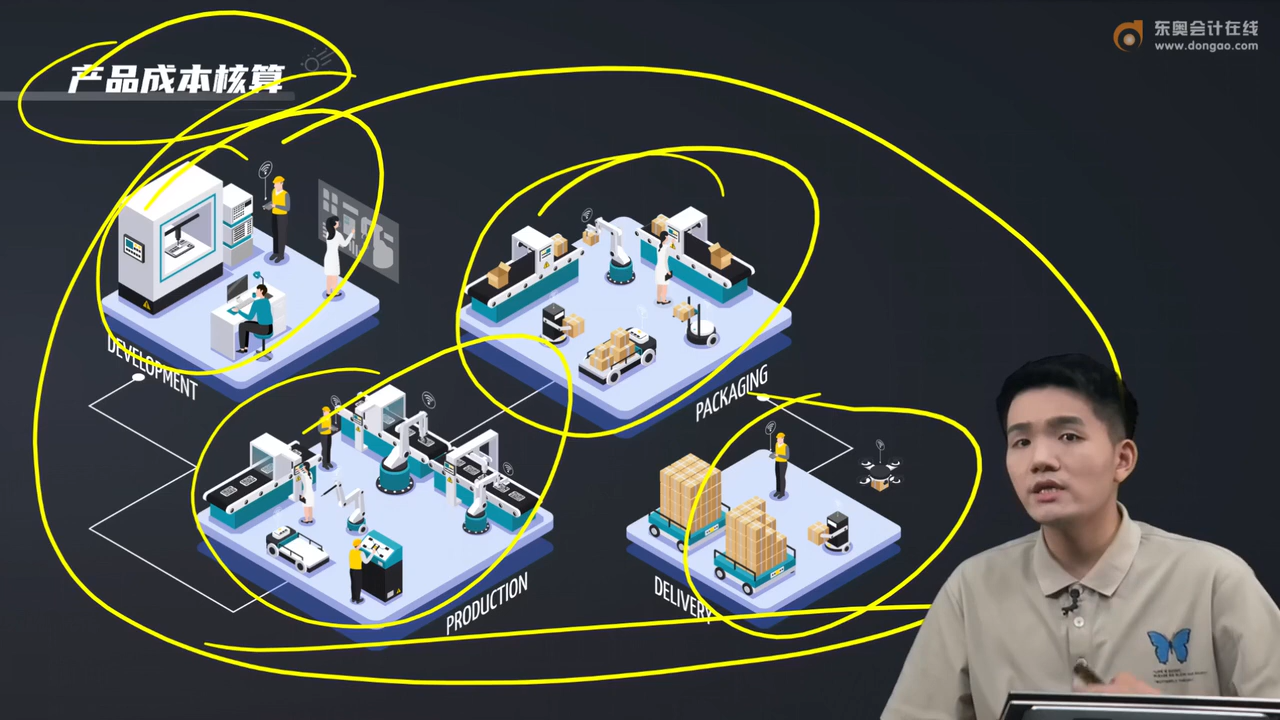 产品成本核算
东奥会计在线
www.dongao.com
DEVELOPMENT
PACKAGING
PRODUCTION
DELIVERY